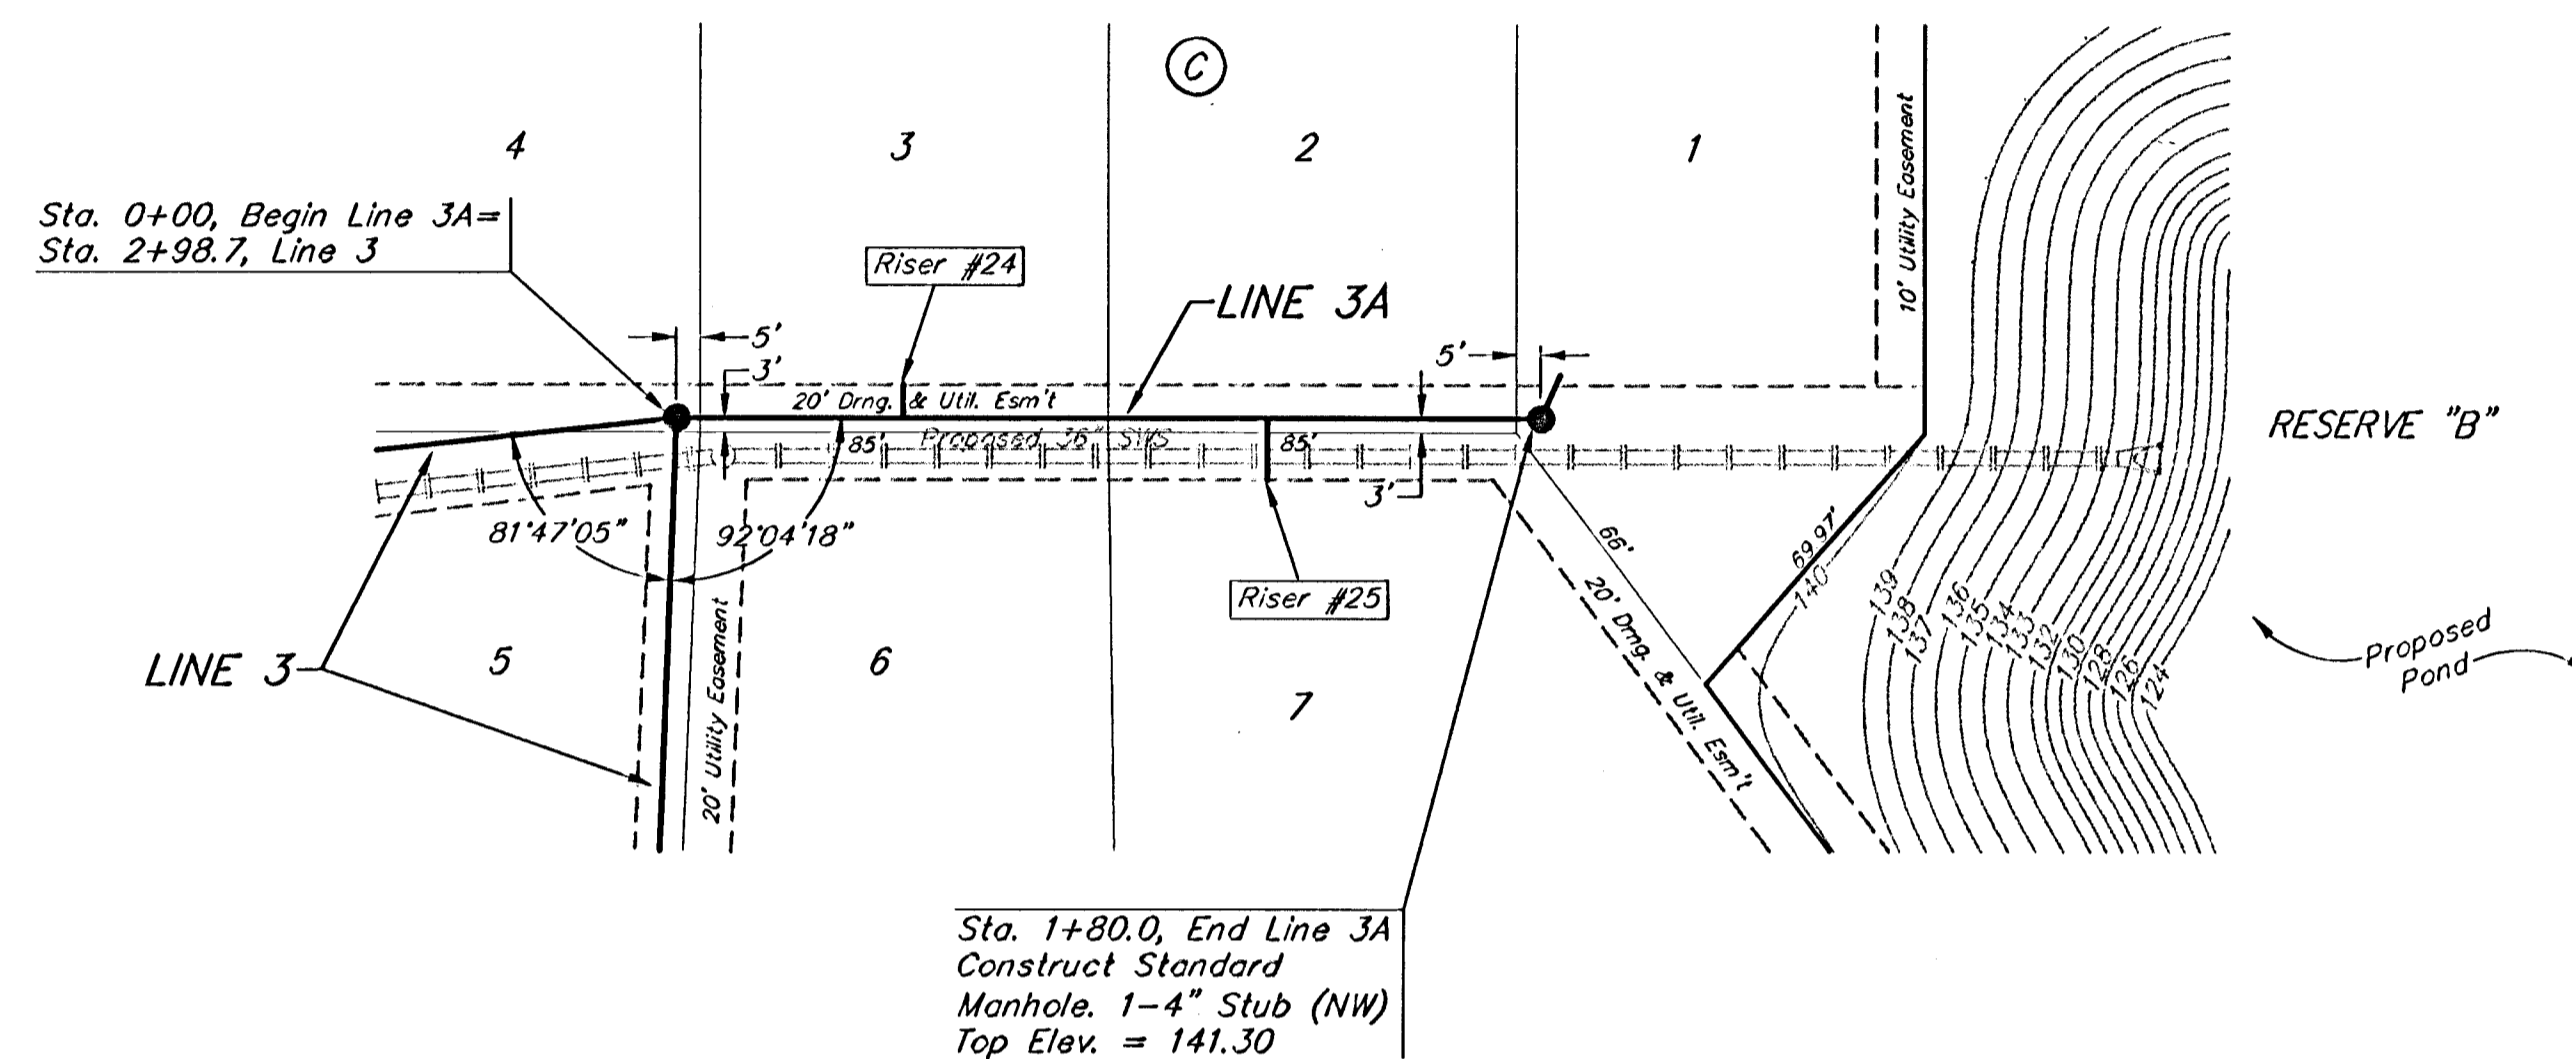 C
4
3
2
1
10' Utility Easement
Sta. 0+00, Begin Line 3A=
Sta. 2+98.7, Line 3
Riser #24
LINE 3A
5'
3'
5'
20' Drng. & Util. Esm't
Proposed 36" SWS
85'
85'
3'
RESERVE "B"
81°47'05"
92°04'18"
66'
69.97'
140
139
138
137
136
135
134
133
132
130
128
126
124
Riser #25
20' Drng. & Util. Esm't
20' Utility Easement
LINE 3
5
6
7
Proposed
Pond
Sta. 1+80.0, End Line 3A
Construct Standard
Manhole. 1-4" Stub (NW)
Top Elev. = 141.30